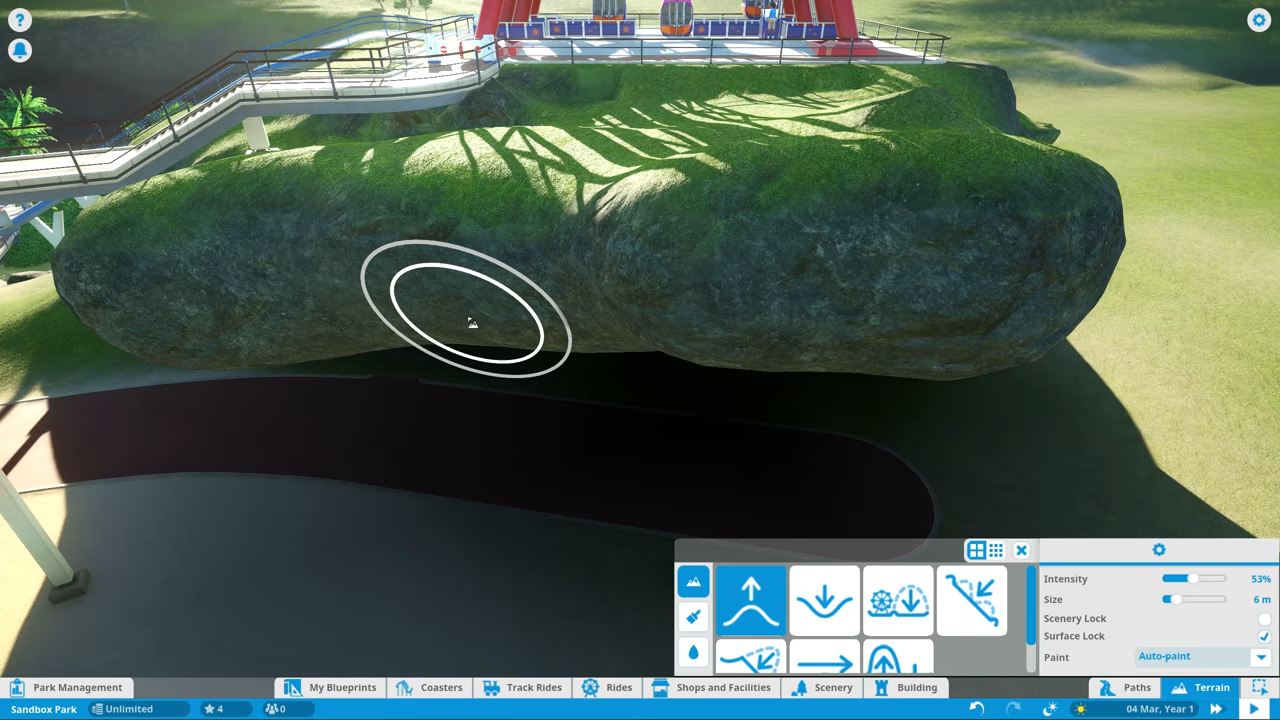 ?
Intensity 53%
Size 6 m
Scenery Lock
Surface Lock
Paint Auto-paint
Park Management My Blueprints Coasters Track Rides Rides Shops and Facilities Scenery Building Paths Terrain
Sandbox Park Unlimited 4 0 04 Mar, Year 1